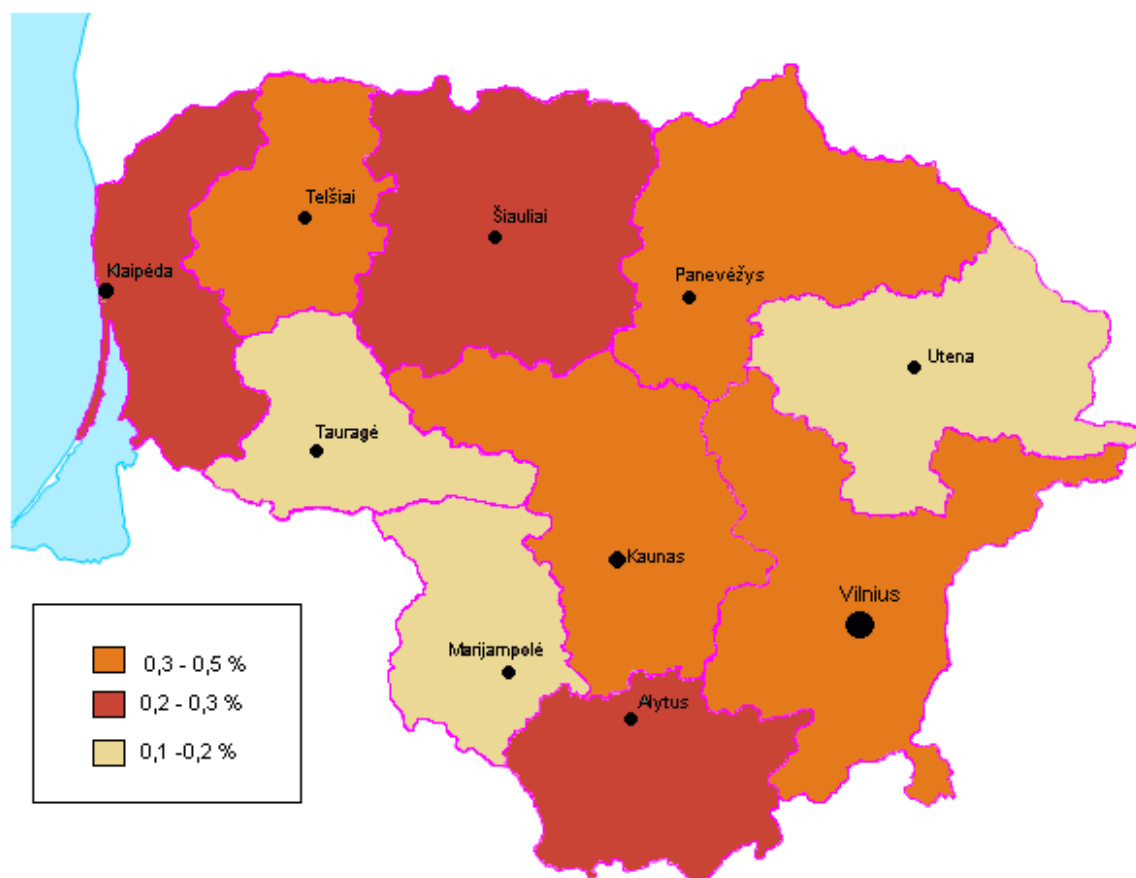 Telšiai
Šiauliai
Klaipėda
Panevėžys
Utena
Tauragė
Kaunas
Vilnius
Marijampolė
Alytus
0,3 - 0,5 %
0,2 - 0,3 %
0,1 -0,2 %